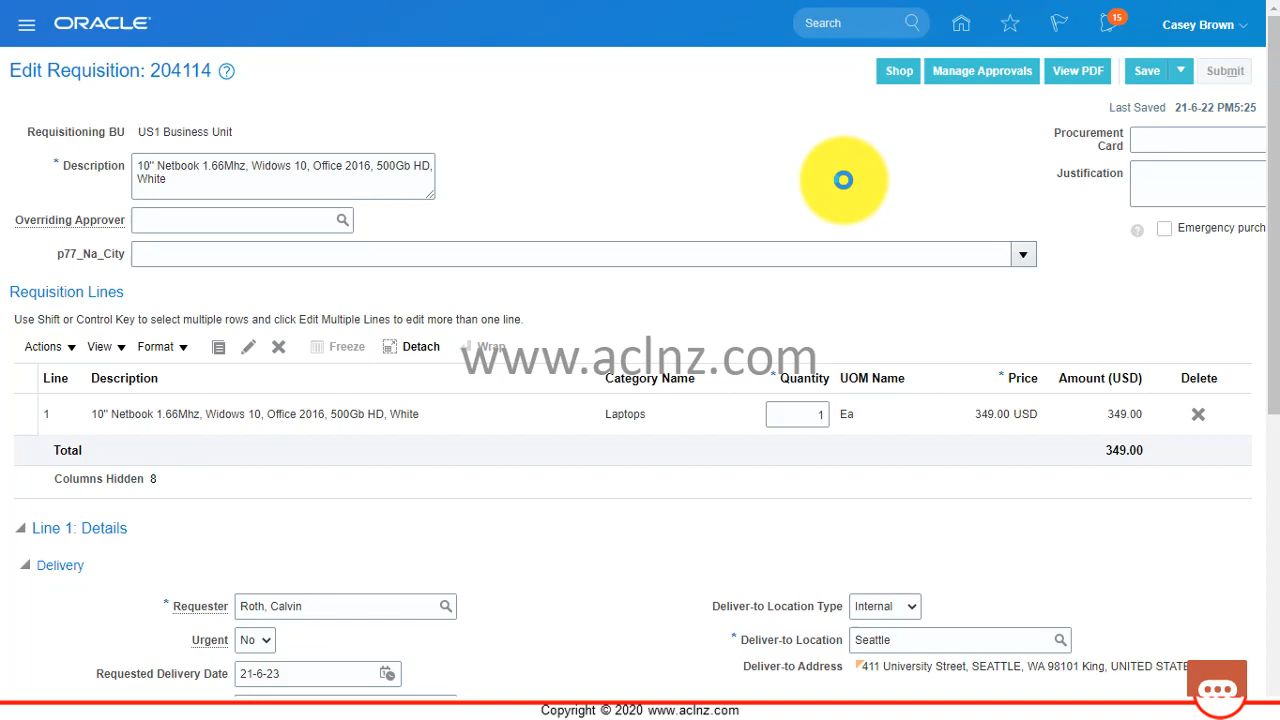 ORACLE
Search
15
Casey Brown
Edit Requisition: 204114
Shop
Manage Approvals
View PDF
Save
Submit
Last Saved 21-6-22 PM5:25
Requisitioning BU US1 Business Unit
Procurement
Card
* Description 10" Netbook 1.66Mhz, Widows 10, Office 2016, 500Gb HD,
White
Justification
Overriding Approver
Emergency purch
p77_Na_City
Requisition Lines
Use Shift or Control Key to select multiple rows and click Edit Multiple Lines to edit more than one line.
Actions View Format Freeze Detach Wrap
www.aclnz.com
Line Description Category Name * Quantity UOM Name * Price Amount (USD) Delete
1 10" Netbook 1.66Mhz, Widows 10, Office 2016, 500Gb HD, White Laptops 1 Ea 349.00 USD 349.00
Total 349.00
Columns Hidden 8
Line 1: Details
Delivery
* Requester Roth, Calvin
Deliver-to Location Type Internal
Urgent No
* Deliver-to Location Seattle
Requested Delivery Date 21-6-23
Deliver-to Address 411 University Street, SEATTLE, WA 98101 King, UNITED STATE
Copyright © 2020 www.aclnz.com